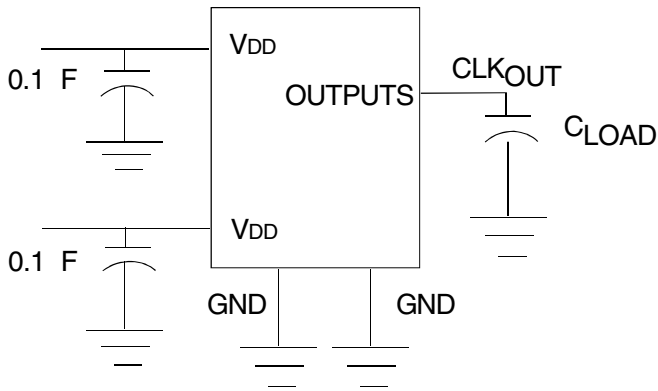 VDD
0.1 F
CLKOUT
OUTPUTS
CLOAD
VDD
0.1 F
GND
GND